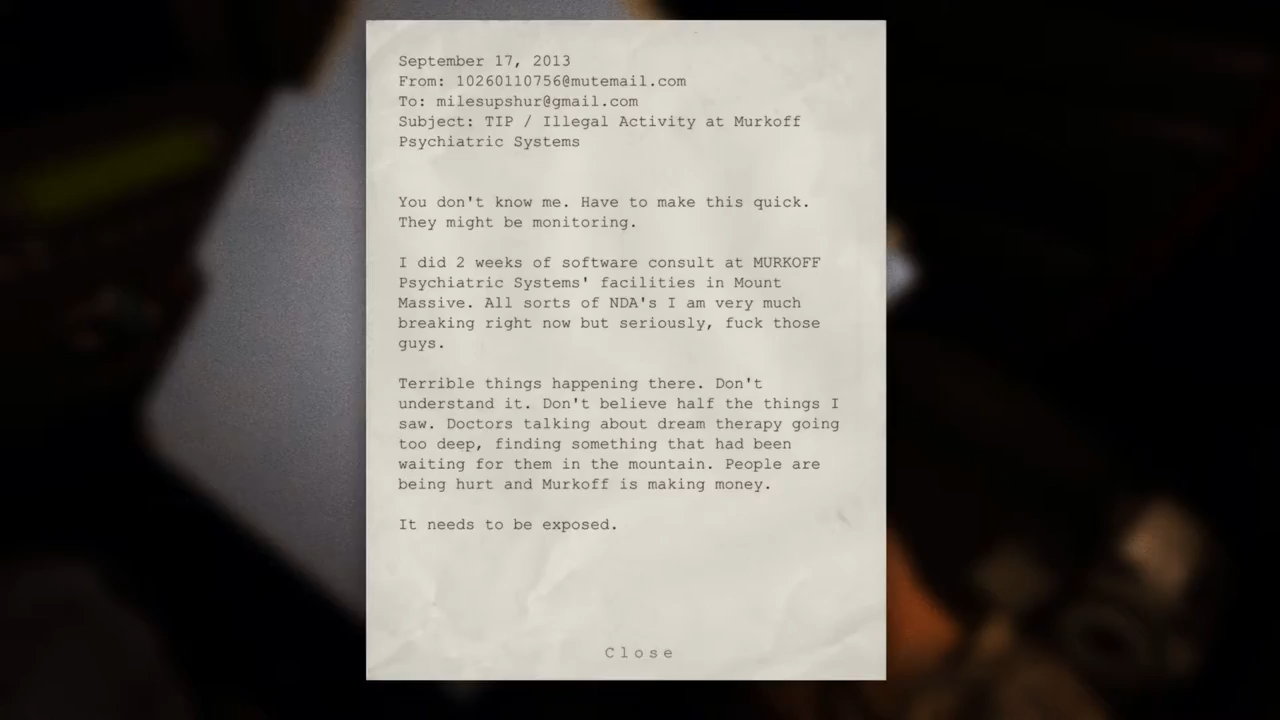 September 17, 2013
From: 10260110756@mutemail.com
To: milesupshur@gmail.com
Subject: TIP / Illegal Activity at Murkoff
Psychiatric Systems
You don't know me. Have to make this quick.
They might be monitoring.
I did 2 weeks of software consult at MURKOFF
Psychiatric Systems' facilities in Mount
Massive. All sorts of NDA's I am very much
breaking right now but seriously, fuck those
guys.
Terrible things happening there. Don't
understand it. Don't believe half the things I
saw. Doctors talking about dream therapy going
too deep, finding something that had been
waiting for them in the mountain. People are
being hurt and Murkoff is making money.
It needs to be exposed.
Close